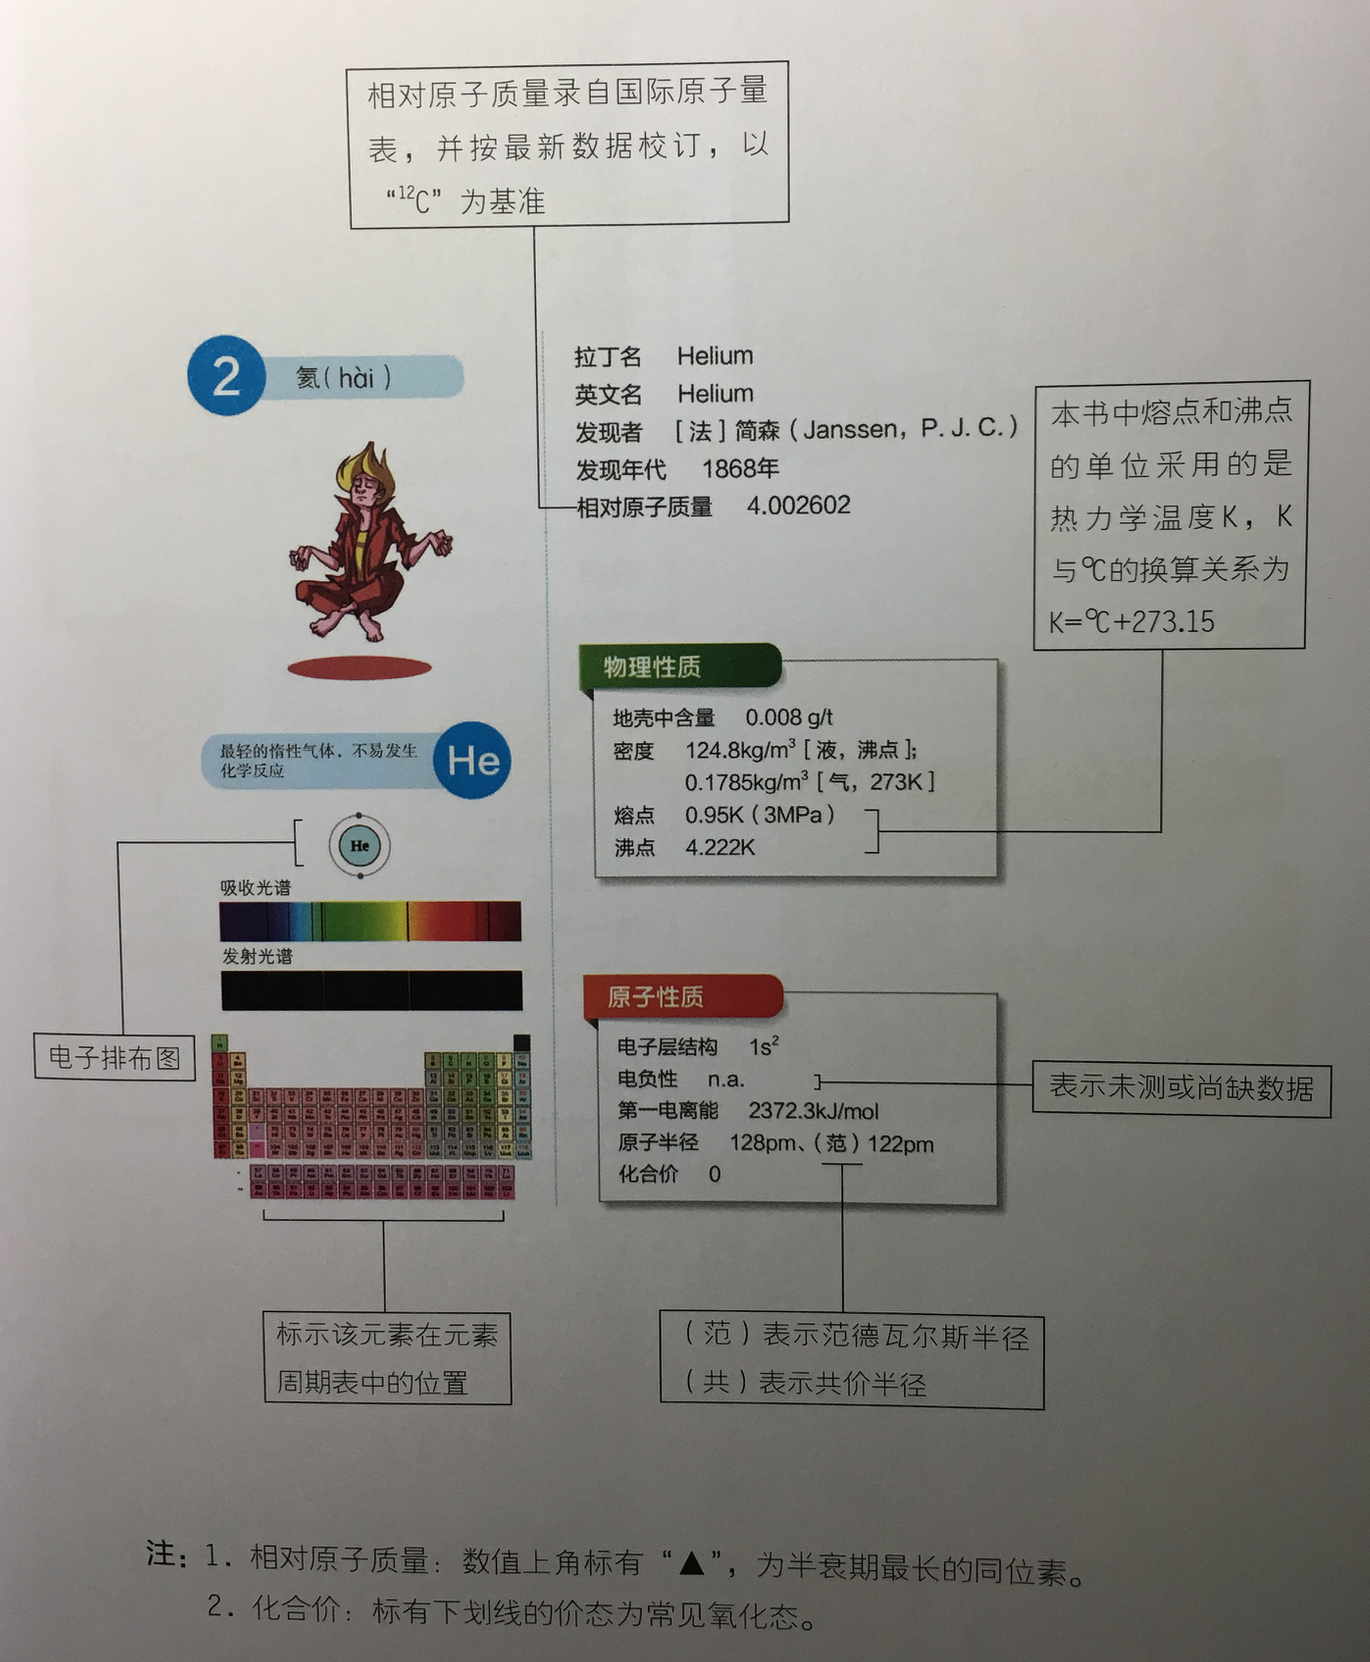 相对原子质量录自国际原子量
表，并按最新数据校订，以
“¹²C”为基准
2 氦（hài）
拉丁名 Helium
英文名 Helium
发现者 ［法］简森（Janssen，P. J. C.）
发现年代 1868年
相对原子质量 4.002602
本书中熔点和沸点
的单位采用的是
热力学温度K，K
与℃的换算关系为
K=℃+273.15
最轻的惰性气体，不易发生
化学反应
He
He
吸收光谱
发射光谱
电子排布图
物理性质
地壳中含量 0.008 g/t
密度 124.8kg/m³［液，沸点］；
0.1785kg/m³［气，273K］
熔点 0.95K（3MPa）
沸点 4.222K
原子性质
电子层结构 1s²
电负性 n.a.
第一电离能 2372.3kJ/mol
原子半径 128pm、（范）122pm
化合价 0
表示未测或尚缺数据
标示该元素在元素
周期表中的位置
（范）表示范德瓦尔斯半径
（共）表示共价半径
注：1. 相对原子质量：数值上角标有“▲”，为半衰期最长的同位素。
2. 化合价：标有下划线的价态为常见氧化态。